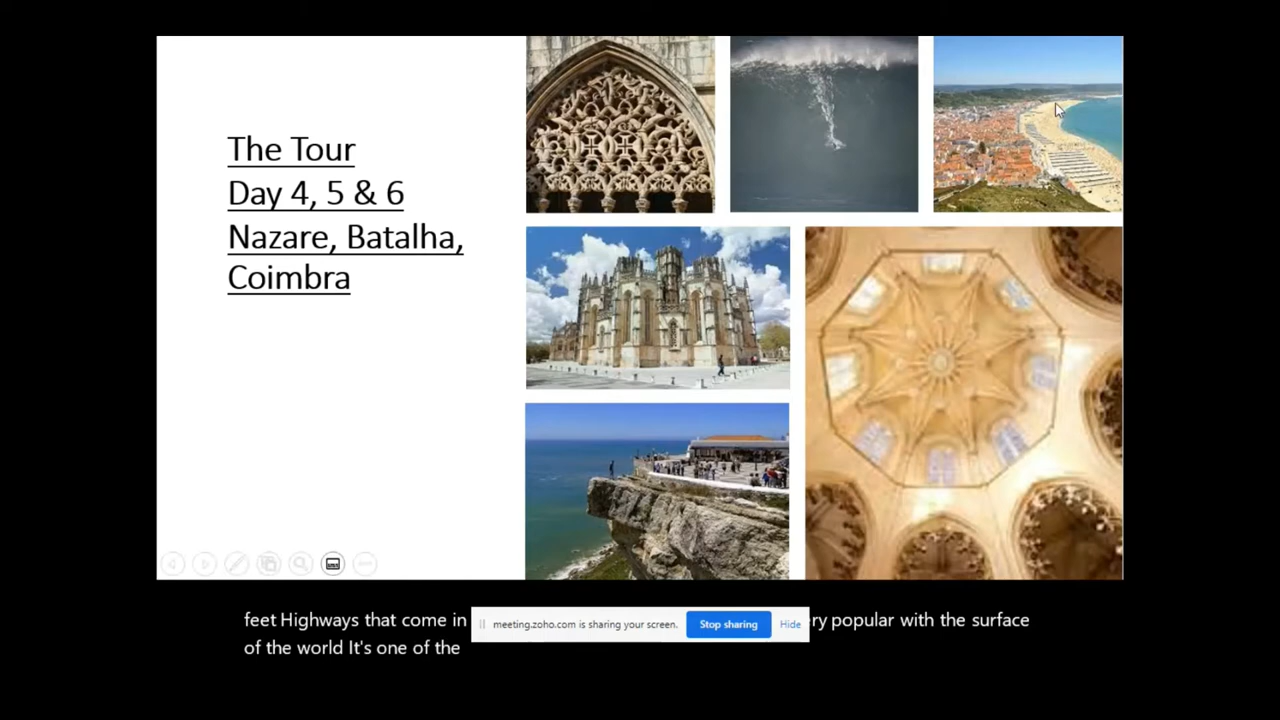 The Tour
Day 4, 5 & 6
Nazare, Batalha,
Coimbra
feet Highways that come in
meeting.zoho.com is sharing your screen. Stop sharing Hide
popular with the surface
of the world It's one of the